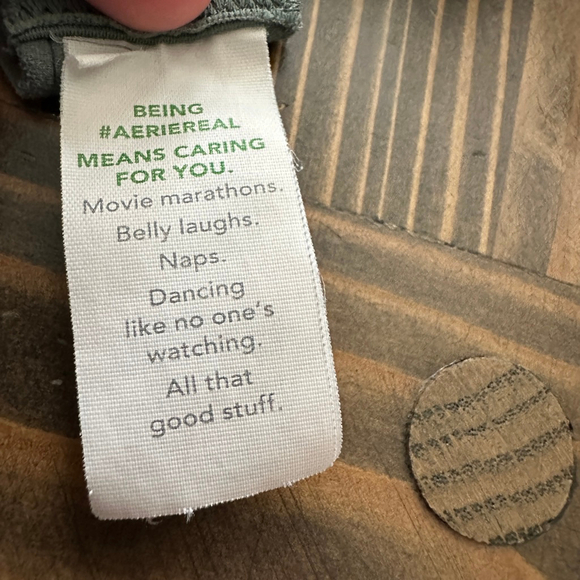 BEING
#AERIEREAL
MEANS CARING
FOR YOU.
Movie marathons.
Belly laughs.
Naps.
Dancing
like no one's
watching.
All that
good stuff.